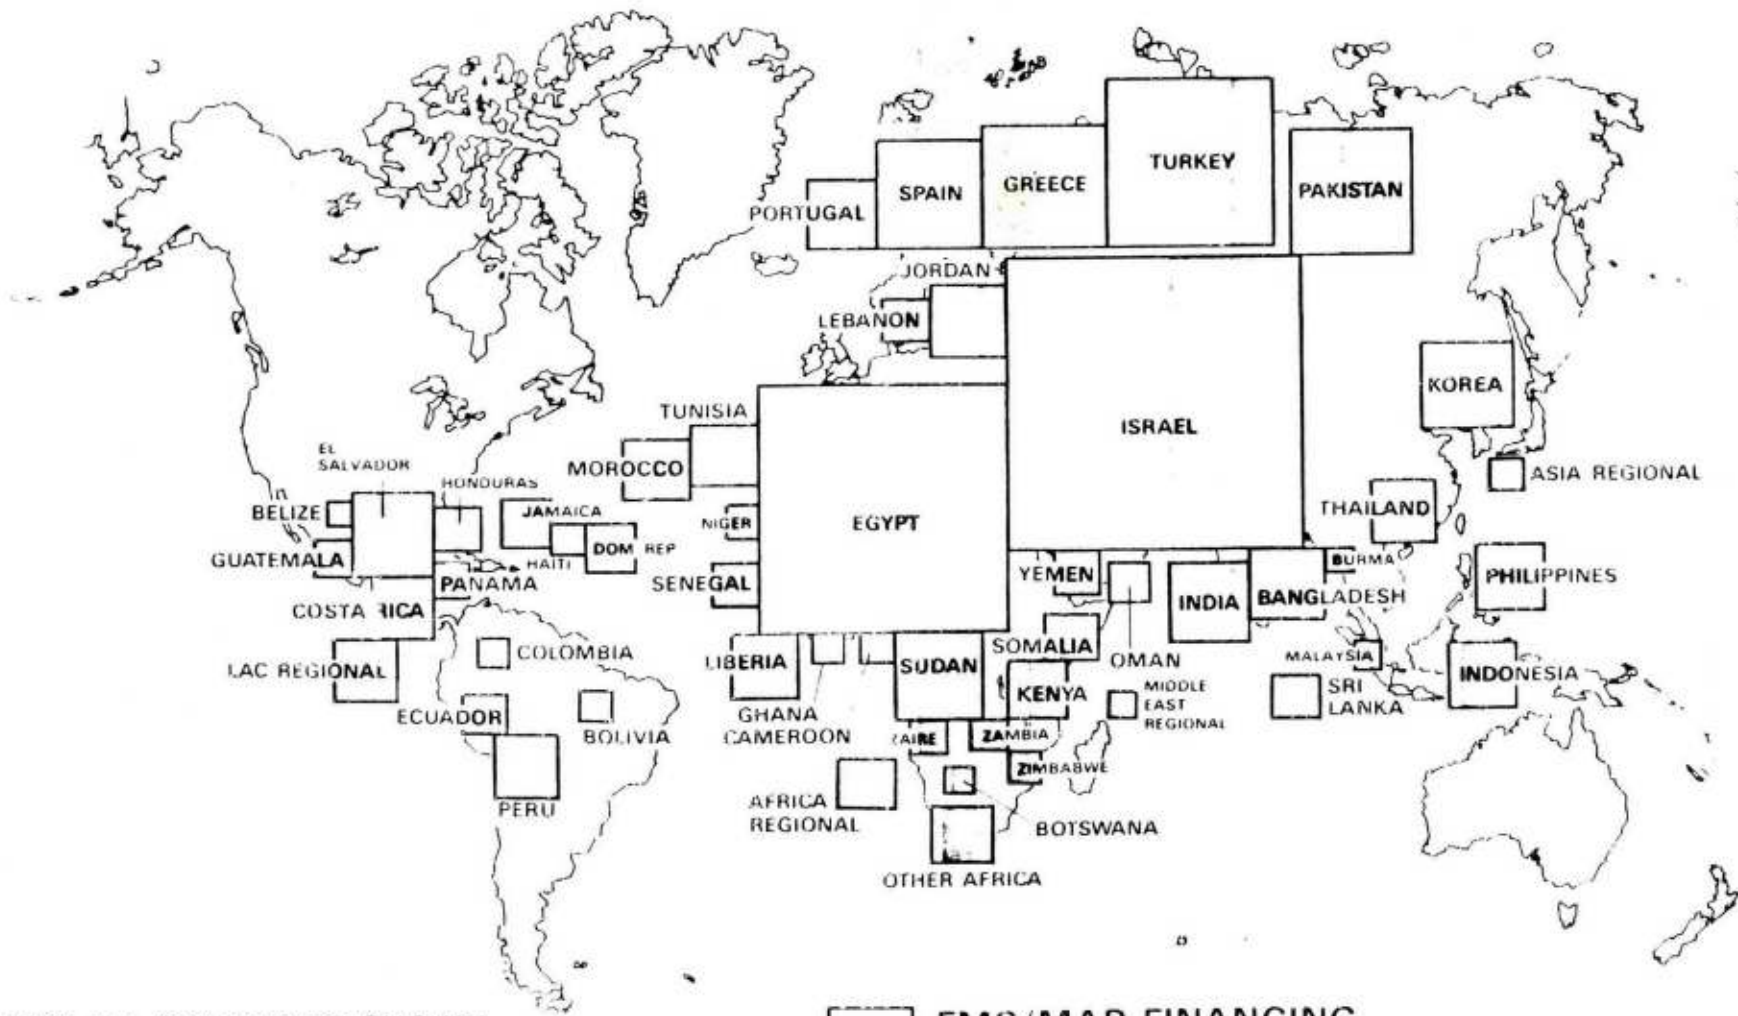 TURKEY
SPAIN
GREECE
PAKISTAN
PORTUGAL
JORDAN
LEBANON
KOREA
TUNISIA
ISRAEL
EL
SALVADOR
MOROCCO
ASIA REGIONAL
HONDURAS
BELIZE
JAMAICA
THAILAND
NIGER
EGYPT
DOM REP
GUATEMALA
HAITI
BURMA
PANAMA
SENEGAL
YEMEN
PHILIPPINES
COSTA RICA
INDIA
BANGLADESH
SOMALIA
COLOMBIA
LIBERIA
SUDAN
OMAN
MALAYSIA
LAC REGIONAL
INDONESIA
KENYA
MIDDLE
EAST
REGIONAL
SRI
LANKA
ECUADOR
GHANA
BOLIVIA
CAMEROON
ZAIRE
ZAMBIA
ZIMBABWE
AFRICA
REGIONAL
PERU
BOTSWANA
OTHER AFRICA
FMS/MAP FINANCING